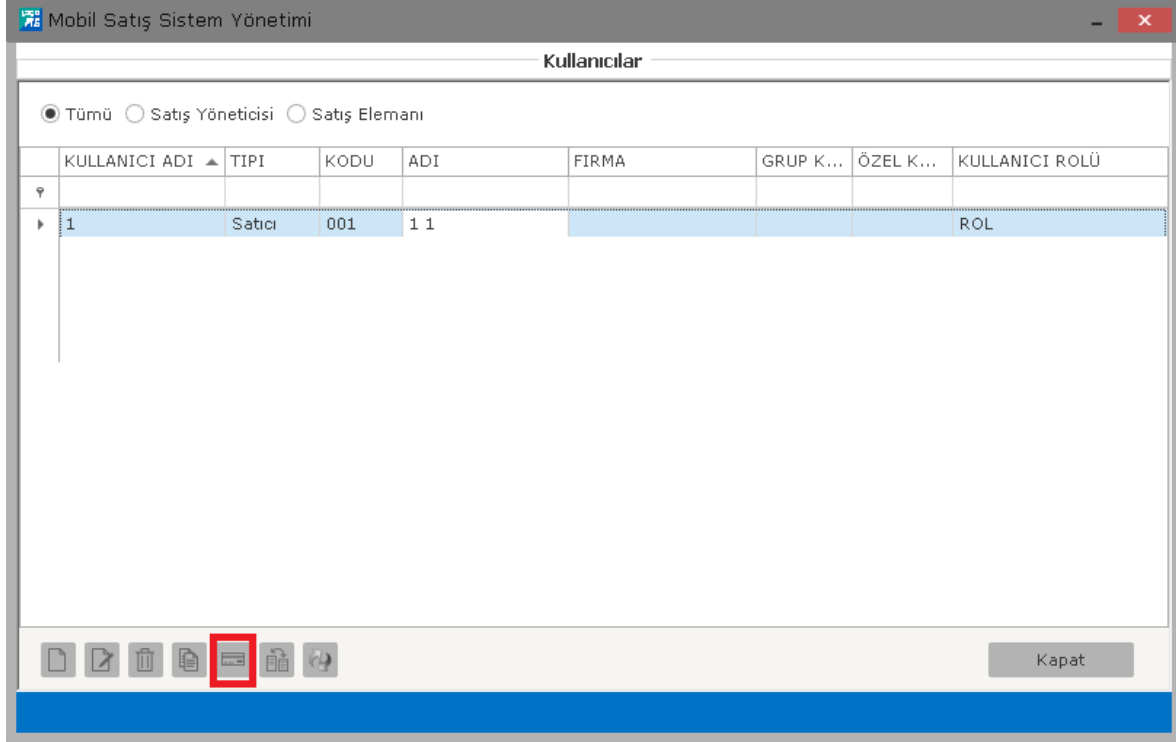 Mobil Satış Sistem Yönetimi
Kullanıcılar
Tümü Satış Yöneticisi Satış Elemanı
KULLANICI ADI TIPI KODU ADI FIRMA GRUP K... ÖZEL K... KULLANICI ROLÜ
1 Satıcı 001 1 1 ROL
Kapat